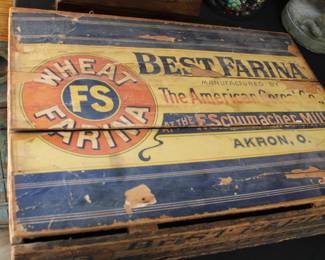 WHEAT
FS
FARINA
BEST FARINA
MANUFACTURED BY
The American Cereal Co.
AT THE F. Schumacher Mill
AKRON, O.